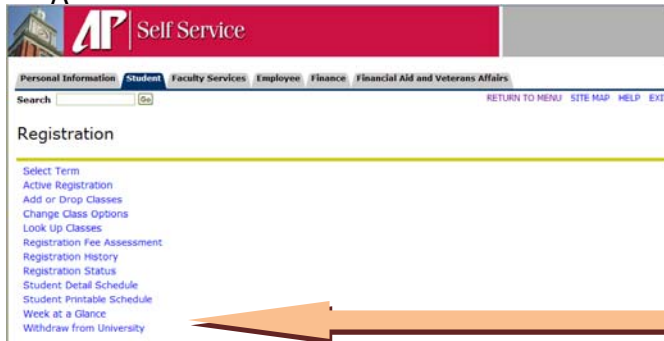 A
AP Self Service
Personal Information Student Faculty Services Employee Finance Financial Aid and Veterans Affairs
Search Go RETURN TO MENU SITE MAP HELP EXI
Registration
Select Term
Active Registration
Add or Drop Classes
Change Class Options
Look Up Classes
Registration Fee Assessment
Registration History
Registration Status
Student Detail Schedule
Student Printable Schedule
Week at a Glance
Withdraw from University